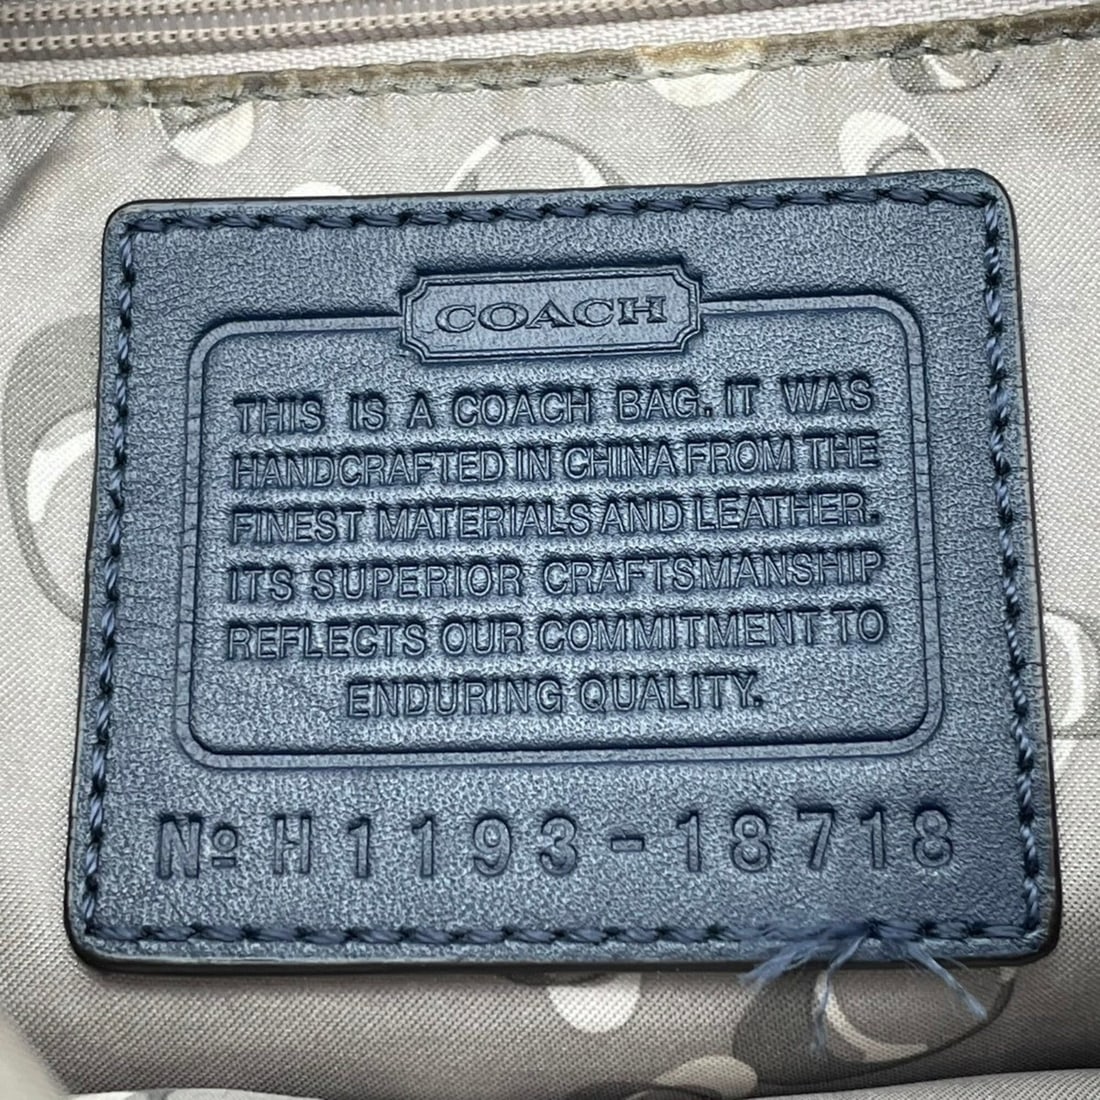 COACH
THIS IS A COACH BAG. IT WAS
HANDCRAFTED IN CHINA FROM THE
FINEST MATERIALS AND LEATHER.
ITS SUPERIOR CRAFTSMANSHIP
REFLECTS OUR COMMITMENT TO
ENDURING QUALITY.
Nº H1193-18718